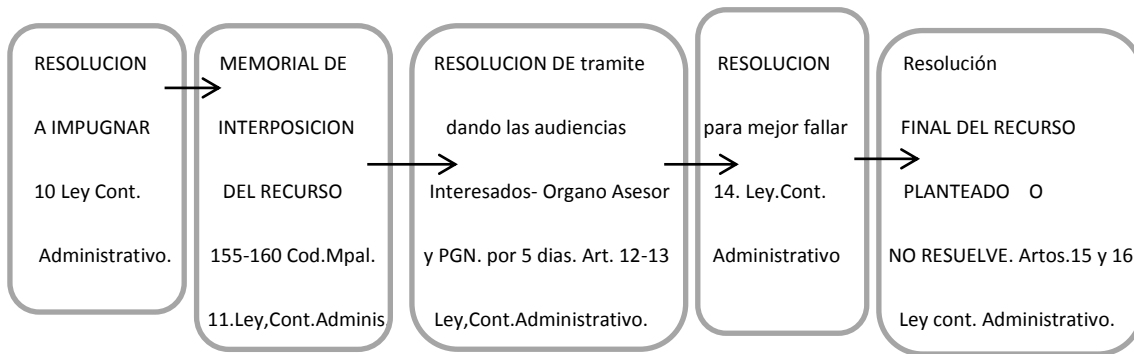 RESOLUCION
A IMPUGNAR
10 Ley Cont.
Administrativo.
MEMORIAL DE
INTERPOSICION
DEL RECURSO
155-160 Cod.Mpal.
11.Ley,Cont.Adminis
RESOLUCION DE tramite
dando las audiencias
Interesados- Organo Asesor
y PGN. por 5 dias. Art. 12-13
Ley,Cont.Administrativo.
RESOLUCION
para mejor fallar
14. Ley.Cont.
Administrativo
Resolución
FINAL DEL RECURSO
PLANTEADO O
NO RESUELVE. Artos.15 y 16
Ley cont. Administrativo.